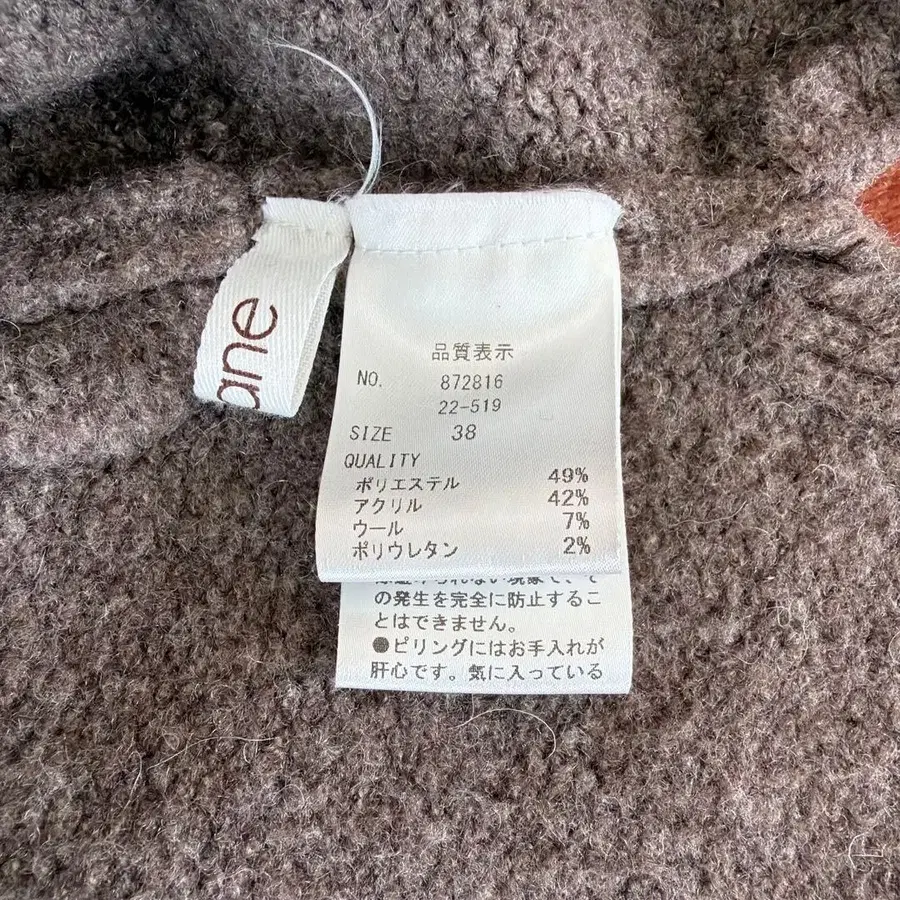 ane
品質表示
NO. 872816
22-519
SIZE 38
QUALITY
ポリエステル 49%
アクリル 42%
ウール 7%
ポリウレタン 2%
の発生を完全に防止するこ
とはできません。
●ピリングにはお手入れが
肝心です。気に入っている